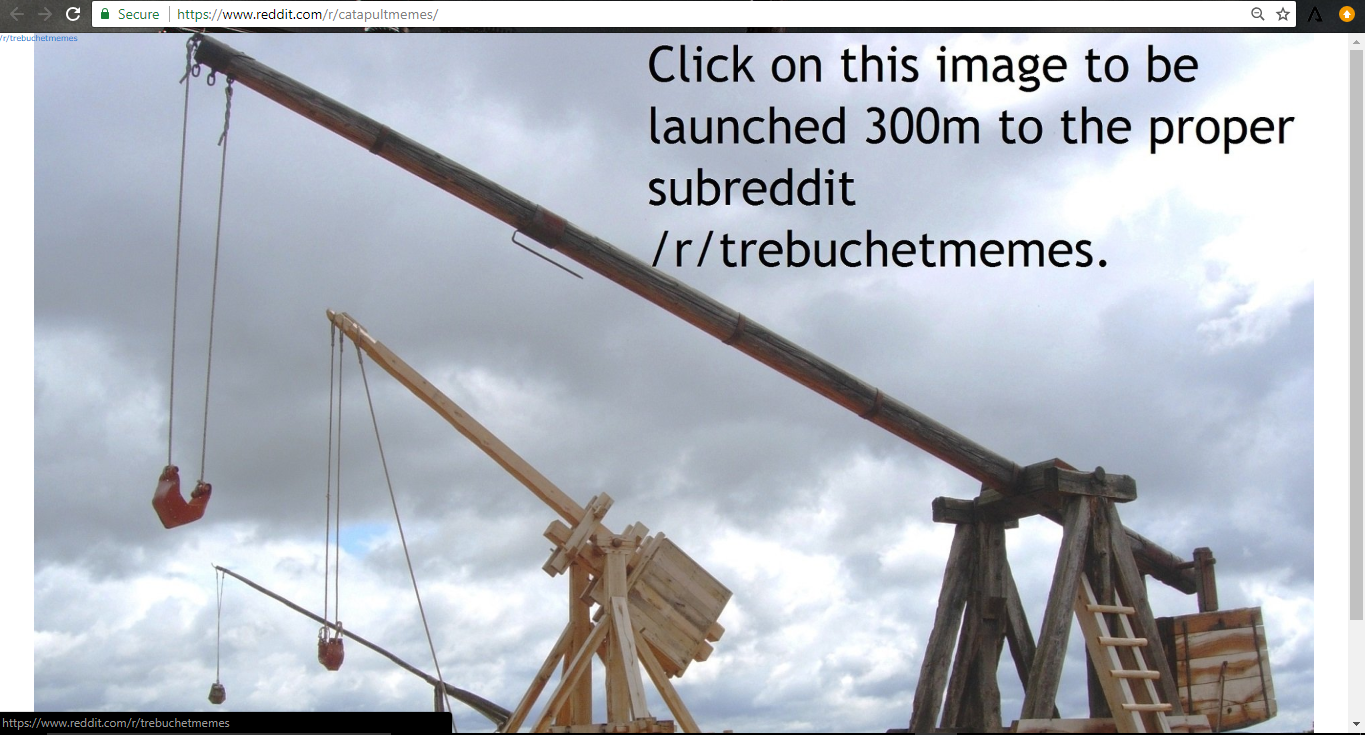 Secure https://www.reddit.com/r/catapultmemes/
/r/trebuchetmemes
Click on this image to be
launched 300m to the proper
subreddit
/r/trebuchetmemes.
https://www.reddit.com/r/trebuchetmemes